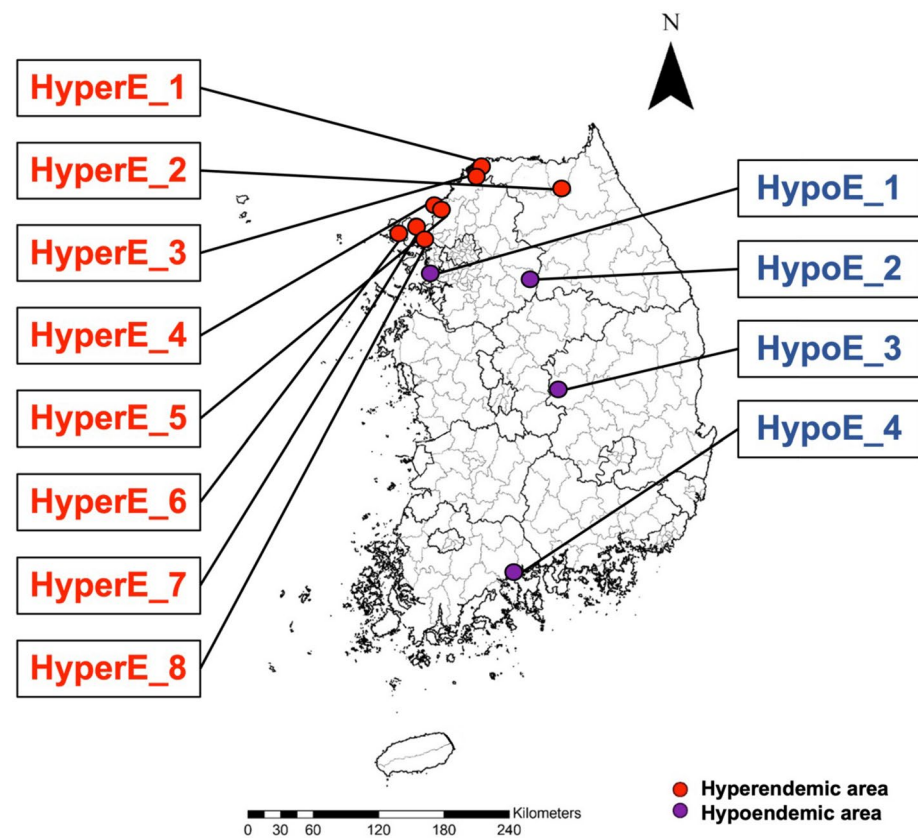 N
HyperE_1
HyperE_2
HyperE_3
HyperE_4
HyperE_5
HyperE_6
HyperE_7
HyperE_8
HypoE_1
HypoE_2
HypoE_3
HypoE_4
Hyperendemic area
Hypoendemic area
Kilometers
0 30 60 120 180 240